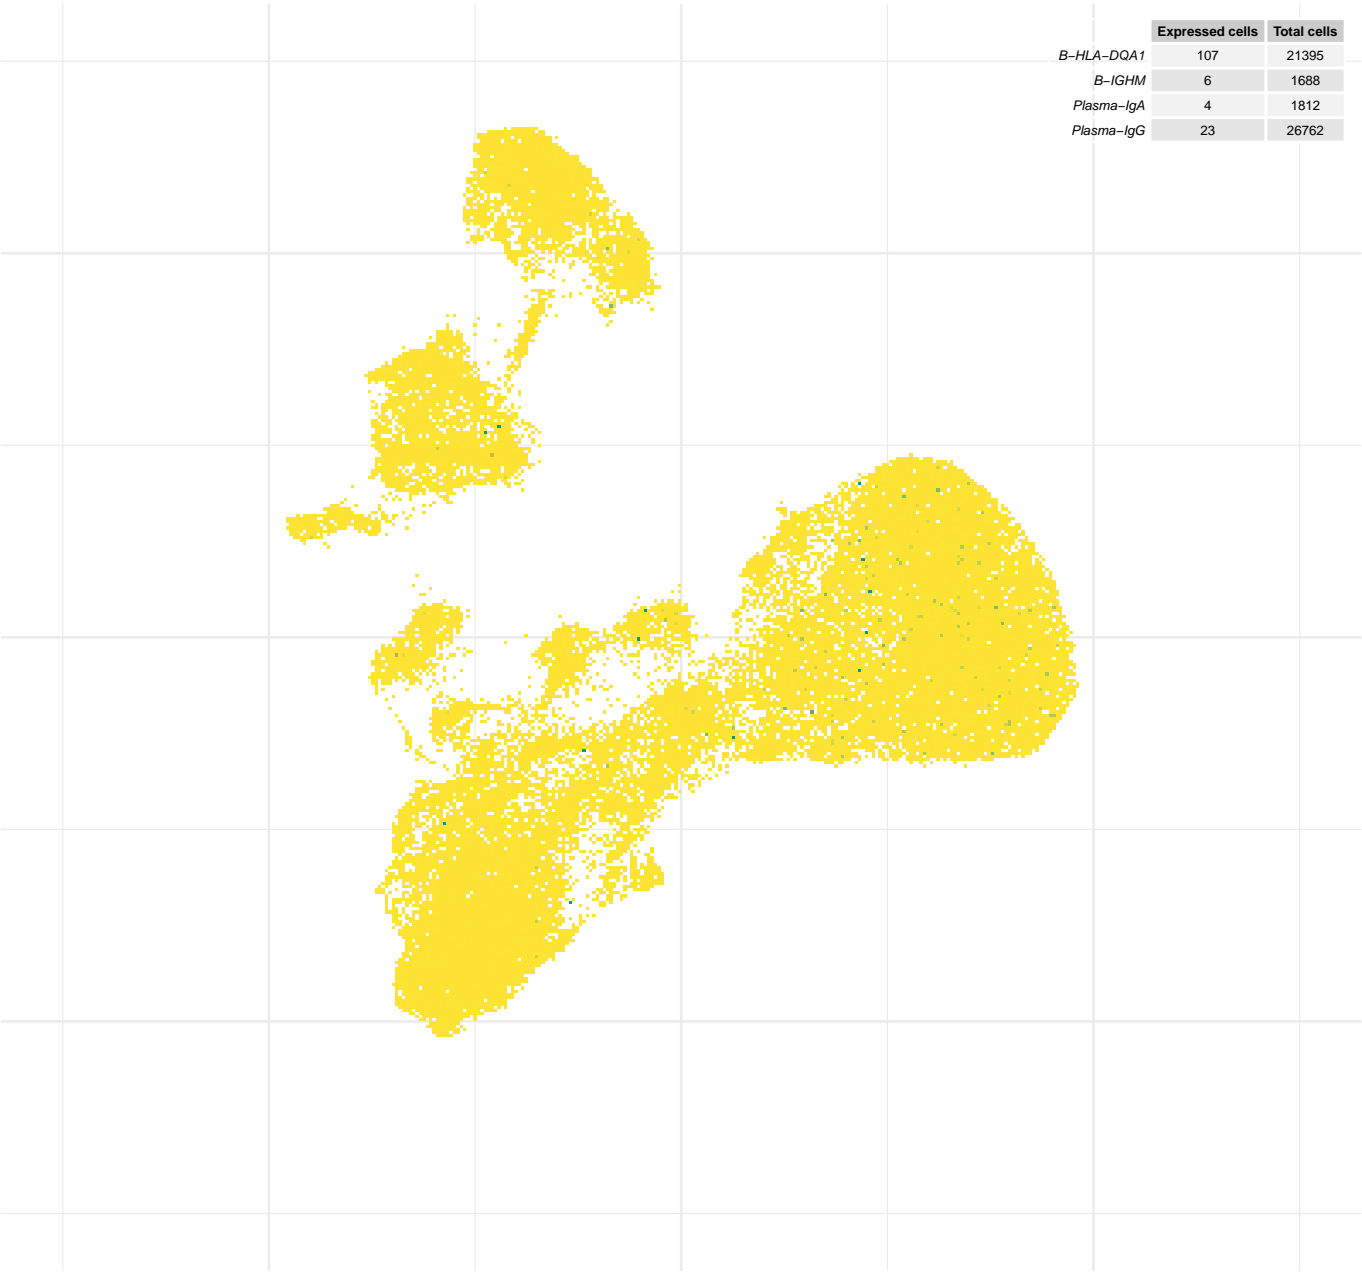 Expressed cells Total cells
B−HLA−DQA1 107 21395
B−IGHM 6 1688
Plasma−IgA 4 1812
Plasma−IgG 23 26762